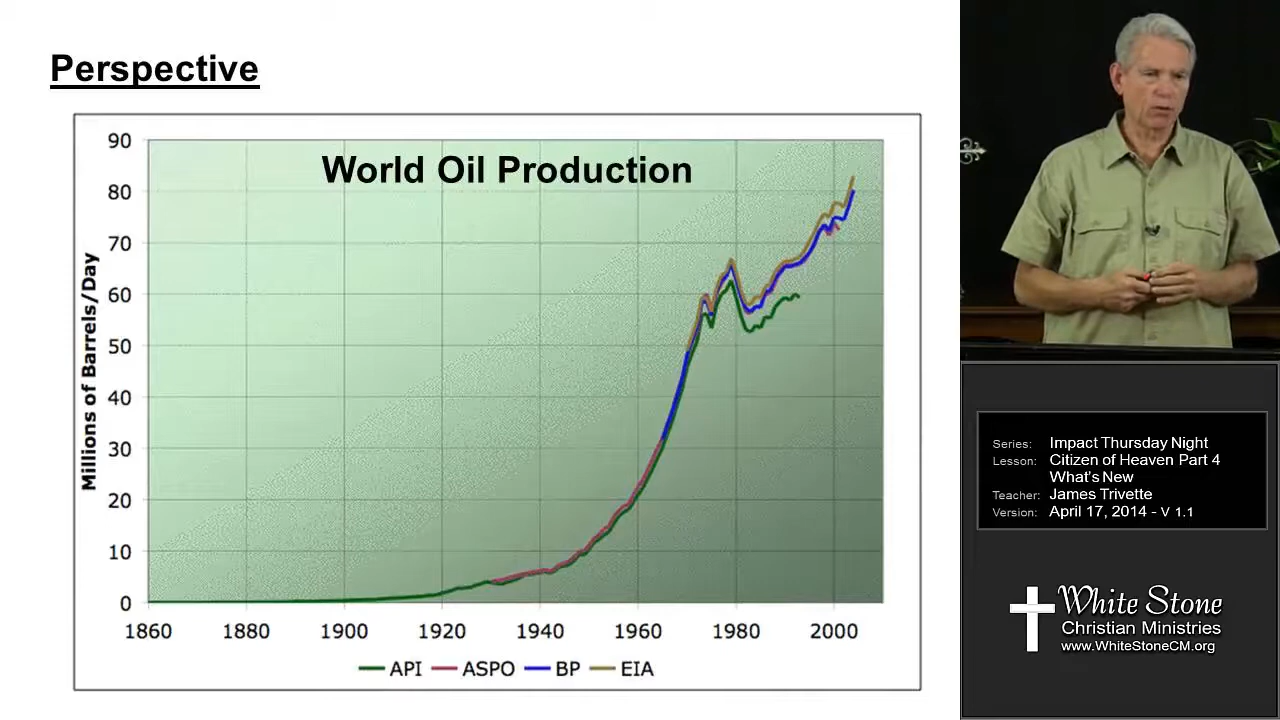 Perspective
World Oil Production
Millions of Barrels/Day
90
80
70
60
50
40
30
20
10
0
1860 1880 1900 1920 1940 1960 1980 2000
API ASPO BP EIA
Series: Impact Thursday Night
Lesson: Citizen of Heaven Part 4
What's New
Teacher: James Trivette
Version: April 17, 2014 - V 1.1
White Stone
Christian Ministries
www.WhiteStoneCM.org